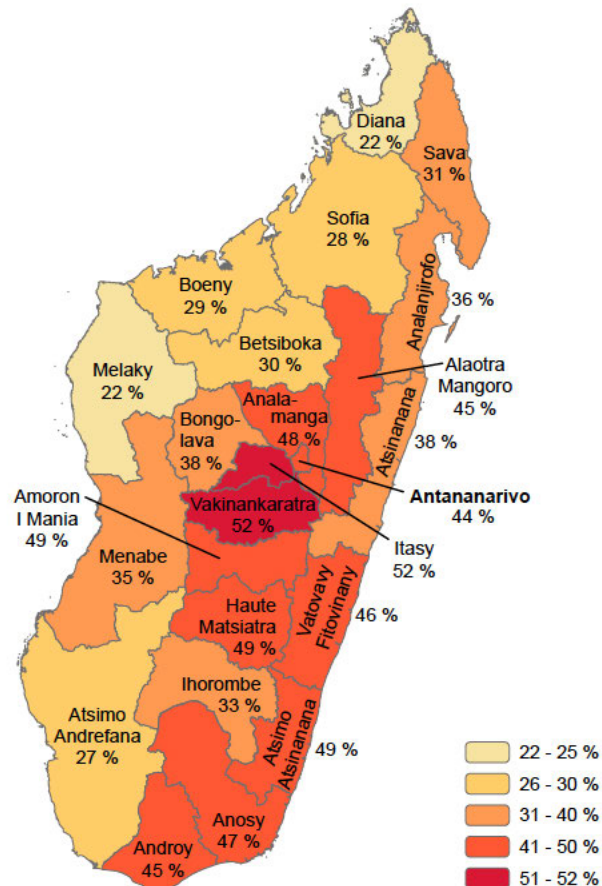 Diana
22 %
Sava
31 %
Sofia
28 %
Analanjirofo
36 %
Boeny
29 %
Betsiboka
30 %
Melaky
22 %
Alaotra
Mangoro
45 %
Anala-
manga
48 %
Bongo-
lava
38 %
Atsinanana
38 %
Antananarivo
44 %
Vakinankaratra
52 %
Itasy
52 %
Amoron
I Mania
49 %
Menabe
35 %
Haute
Matsiatra
49 %
Vatovavy
Fitovinany
46 %
Ihorombe
33 %
Atsimo
Andrefana
27 %
Atsimo
Atsinanana
49 %
Anosy
47 %
Androy
45 %
22 - 25 %
26 - 30 %
31 - 40 %
41 - 50 %
51 - 52 %